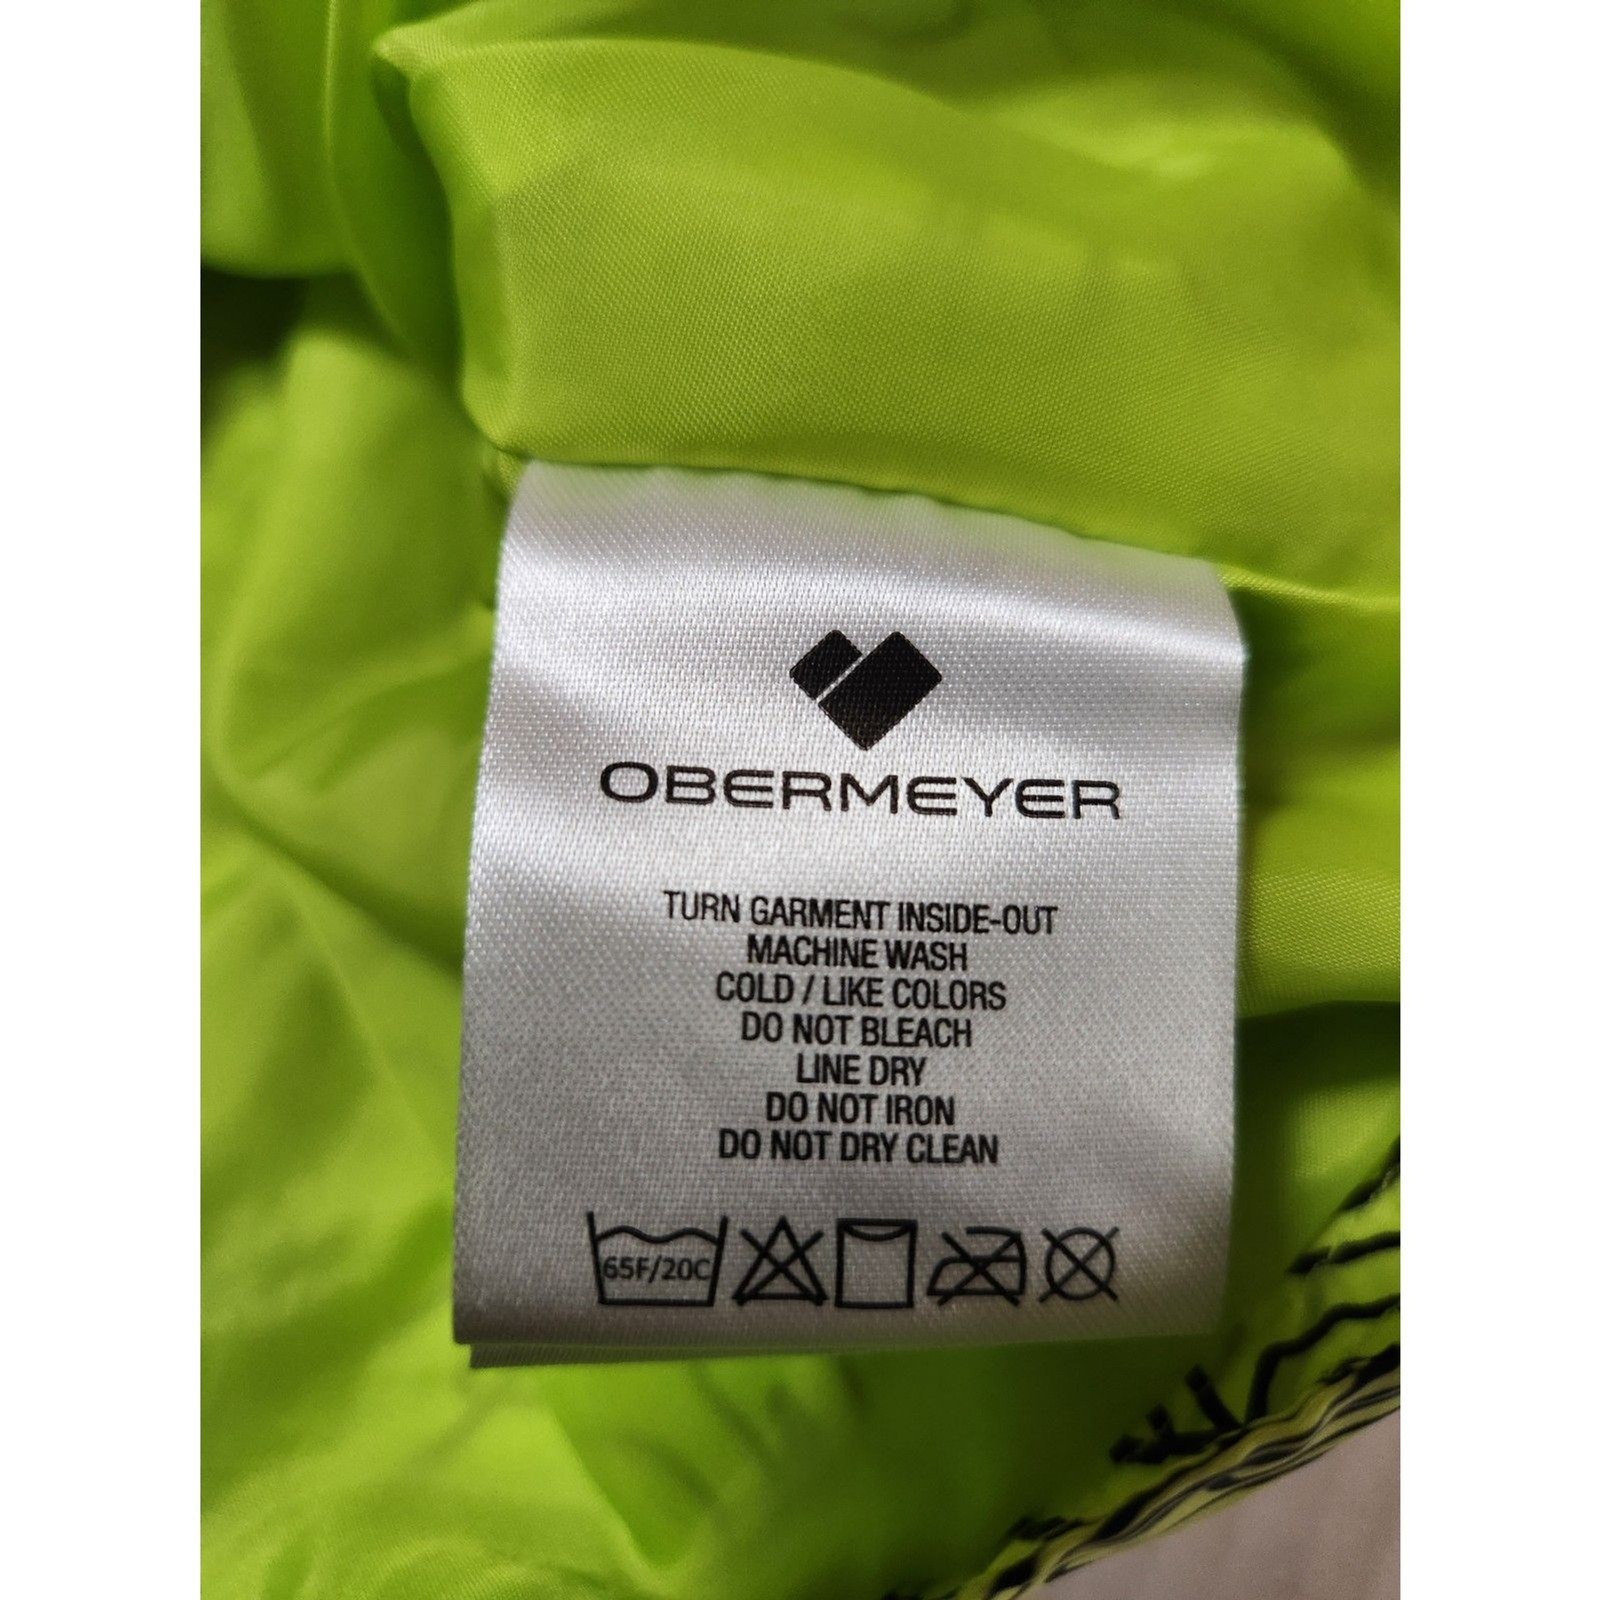 OBERMEYER
TURN GARMENT INSIDE-OUT
MACHINE WASH
COLD / LIKE COLORS
DO NOT BLEACH
LINE DRY
DO NOT IRON
DO NOT DRY CLEAN
65F/20C